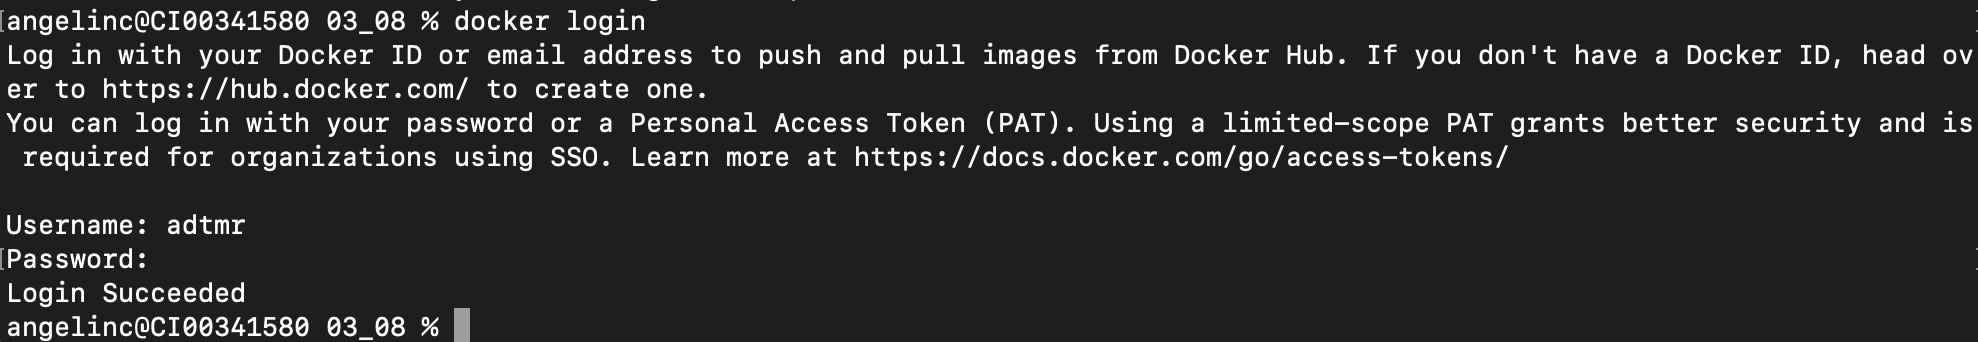 [angelinc@CI00341580 03_08 % docker login
Log in with your Docker ID or email address to push and pull images from Docker Hub. If you don't have a Docker ID, head ov
er to https://hub.docker.com/ to create one.
You can log in with your password or a Personal Access Token (PAT). Using a limited-scope PAT grants better security and is
 required for organizations using SSO. Learn more at https://docs.docker.com/go/access-tokens/
Username: adtmr
[Password:
Login Succeeded
angelinc@CI00341580 03_08 %